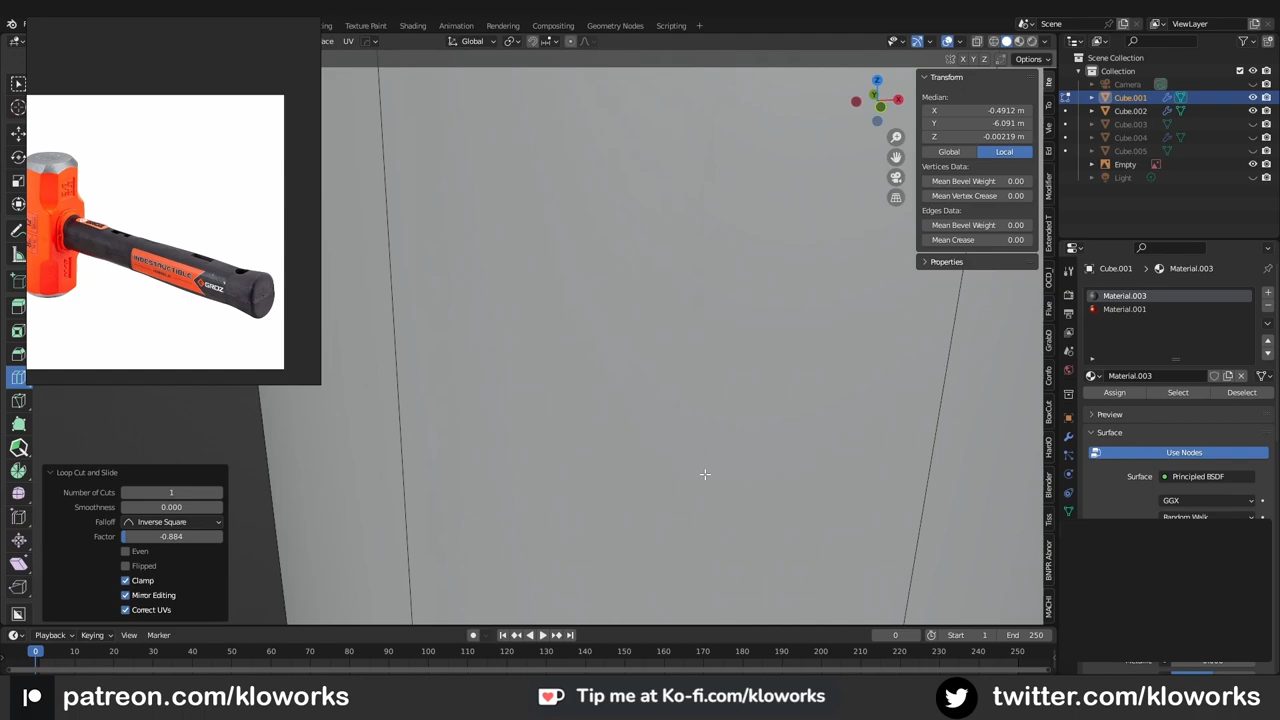 Texture Paint Shading Animation Rendering Compositing Geometry Nodes Scripting +
Scene ViewLayer
UV Global
Options
X Y Z
Transform
Median:
X -0.4912 m
Y -6.091 m
Z -0.00219 m
Global Local
Vertices Data:
Mean Bevel Weight 0.00
Mean Vertex Crease 0.00
Edges Data:
Mean Bevel Weight 0.00
Mean Crease 0.00
Properties
Scene Collection
Collection
Camera
Cube.001
Cube.002
Cube.003
Cube.004
Cube.005
Empty
Light
Cube.001 Material.003
Material.003
Material.001
Material.003
Assign Select Deselect
Preview
Surface
Use Nodes
Surface Principled BSDF
GGX
Random Walk
INDESTRUCTIBLE
GROZ
Loop Cut and Slide
Number of Cuts 1
Smoothness 0.000
Falloff Inverse Square
Factor -0.884
Even
Flipped
Clamp
Mirror Editing
Correct UVs
Playback Keying View Marker
0 Start 1 End 250
0 10 20 30 40 50 60 70 80 90 100 110 120 130 140 150 160 170 180 190 200 210 220 230 240 250
patreon.com/kloworks
Tip me at Ko-fi.com/kloworks
twitter.com/kloworks